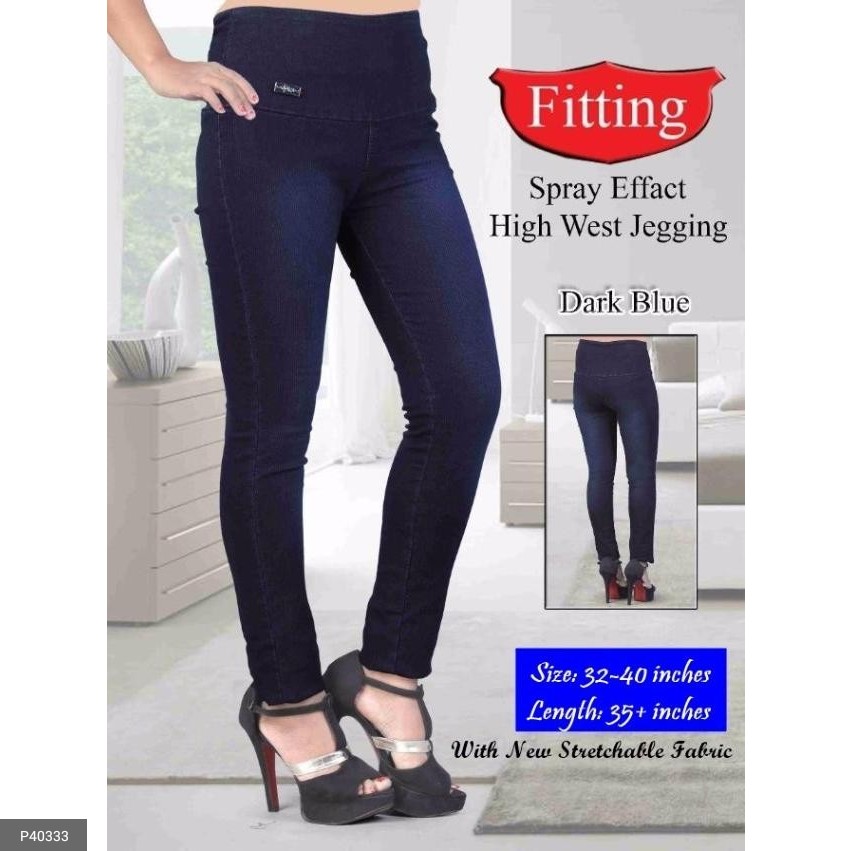 Fitting
Spray Effact
High West Jegging
Dark Blue
Size: 32-40 inches
Length: 35+ inches
With New Stretchable Fabric
P40333